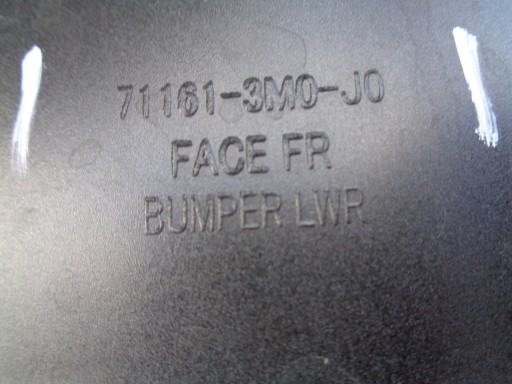 71161-3M0-J0
FACE FR
BUMPER LWR